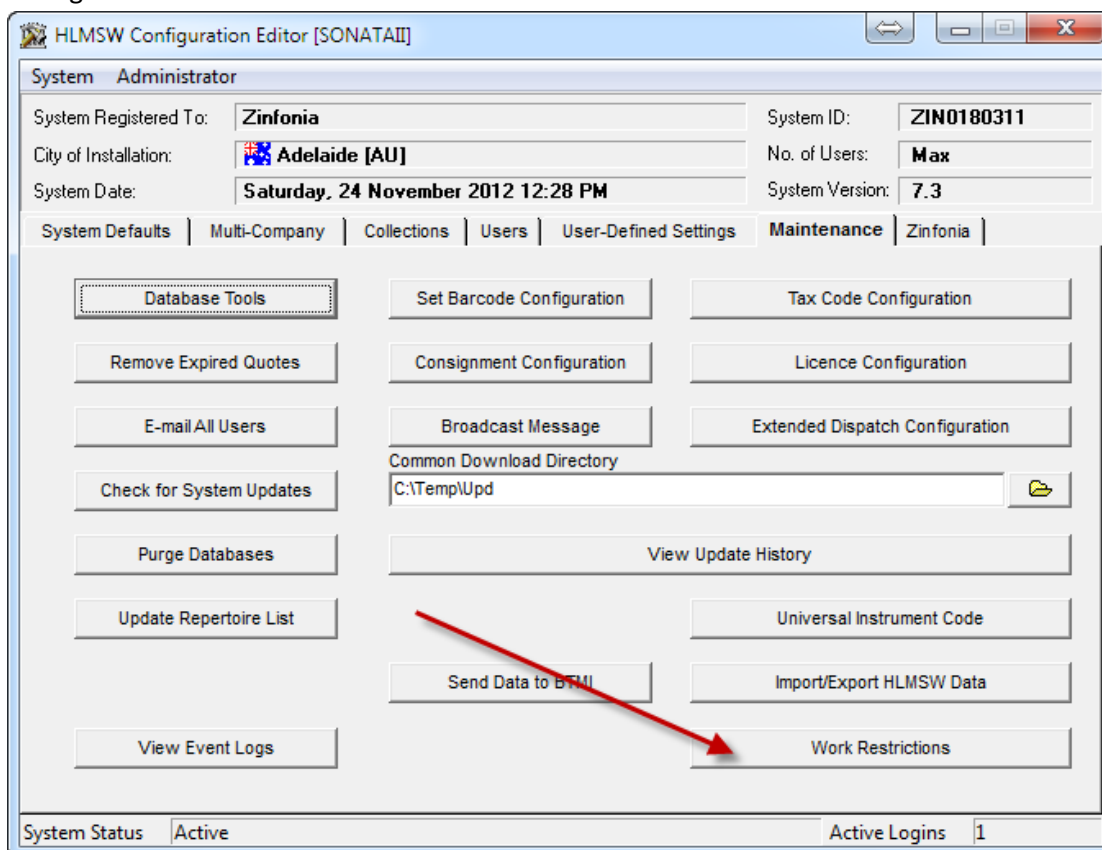 HLMSW Configuration Editor [SONATAII]
System Administrator
System Registered To: Zinfonia System ID: ZIN0180311
City of Installation: Adelaide [AU] No. of Users: Max
System Date: Saturday, 24 November 2012 12:28 PM System Version: 7.3
System Defaults Multi-Company Collections Users User-Defined Settings Maintenance Zinfonia
Database Tools Set Barcode Configuration Tax Code Configuration
Remove Expired Quotes Consignment Configuration Licence Configuration
E-mail All Users Broadcast Message Extended Dispatch Configuration
Common Download Directory
Check for System Updates C:\Temp\Upd
Purge Databases View Update History
Update Repertoire List Universal Instrument Code
Send Data to BTMI Import/Export HLMSW Data
View Event Logs Work Restrictions
System Status Active Active Logins 1